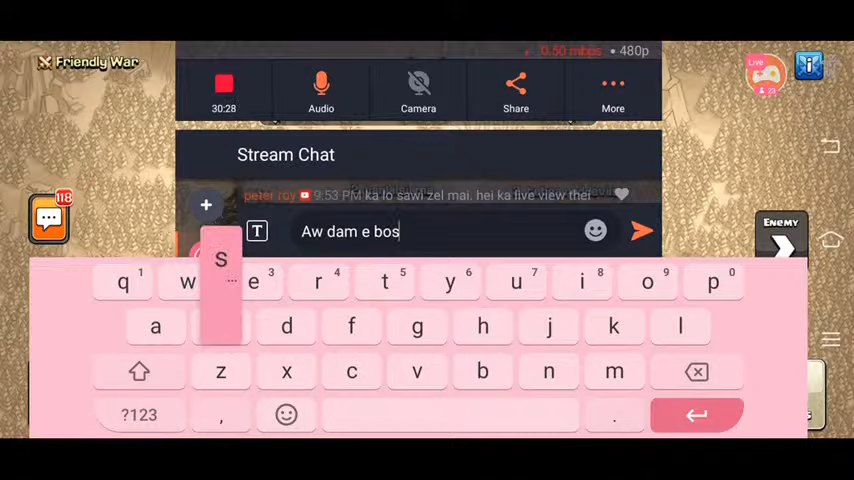 0.50 mbps • 480p
Friendly War
Live
23
30:28
Audio
Camera
Share
More
Stream Chat
118
peter roy 9:53 PM ka lo sawi zel mai. hei ka live view thei
T
Aw dam e bos
ENEMY
S
q 1 w e 3 r 4 t 5 y 6 u 7 i 8 o 9 p 0
a d f g h j k l
z x c v b n m
?123 , .